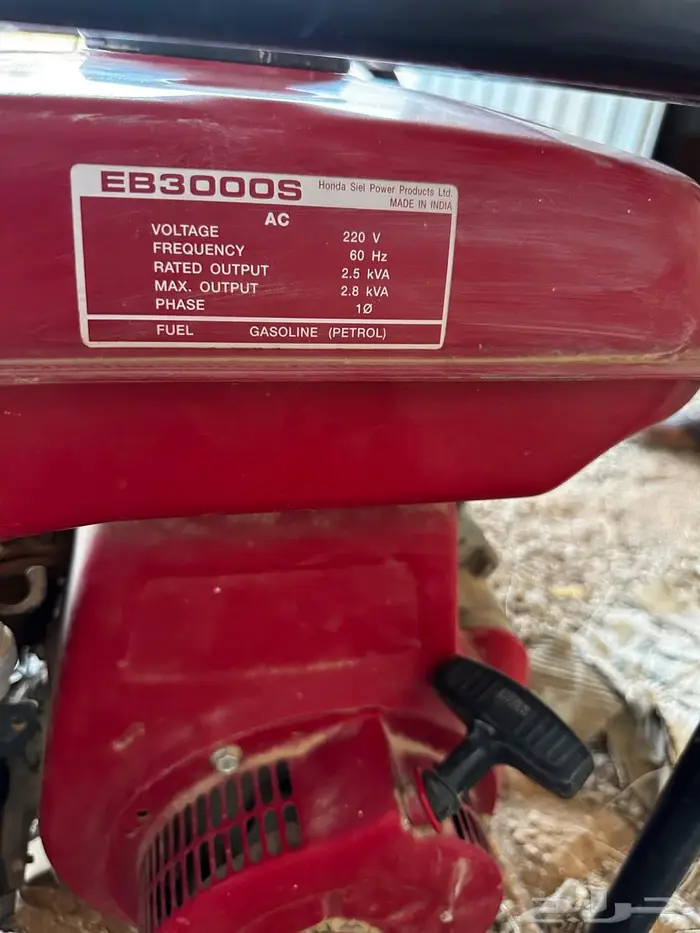 EB3000S Honda Siel Power Products Ltd.
MADE IN INDIA
AC
VOLTAGE 220 V
FREQUENCY 60 Hz
RATED OUTPUT 2.5 kVA
MAX. OUTPUT 2.8 kVA
PHASE 1Ø
FUEL GASOLINE (PETROL)
حراج